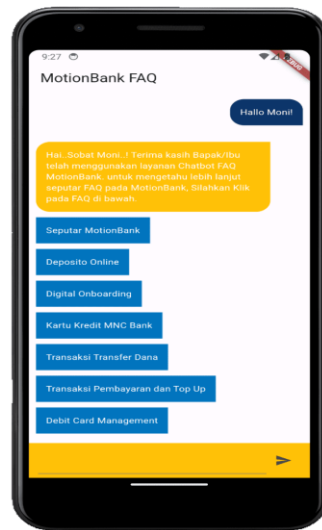 9:27
MotionBank FAQ
Hallo Moni!
Hai. Sobat Moni..! Terima kasih Bapak/Ibu
telah menggunakan layanan Chatbot FAQ
MotionBank. untuk mengetahu lebih lanjut
seputar FAQ pada MotionBank, Silahkan Klik
pada FAQ di bawah.
Seputar MotionBank
Deposito Online
Digital Onboarding
Kartu Kredit MNC Bank
Transaksi Transfer Dana
Transaksi Pembayaran dan Top Up
Debit Card Management